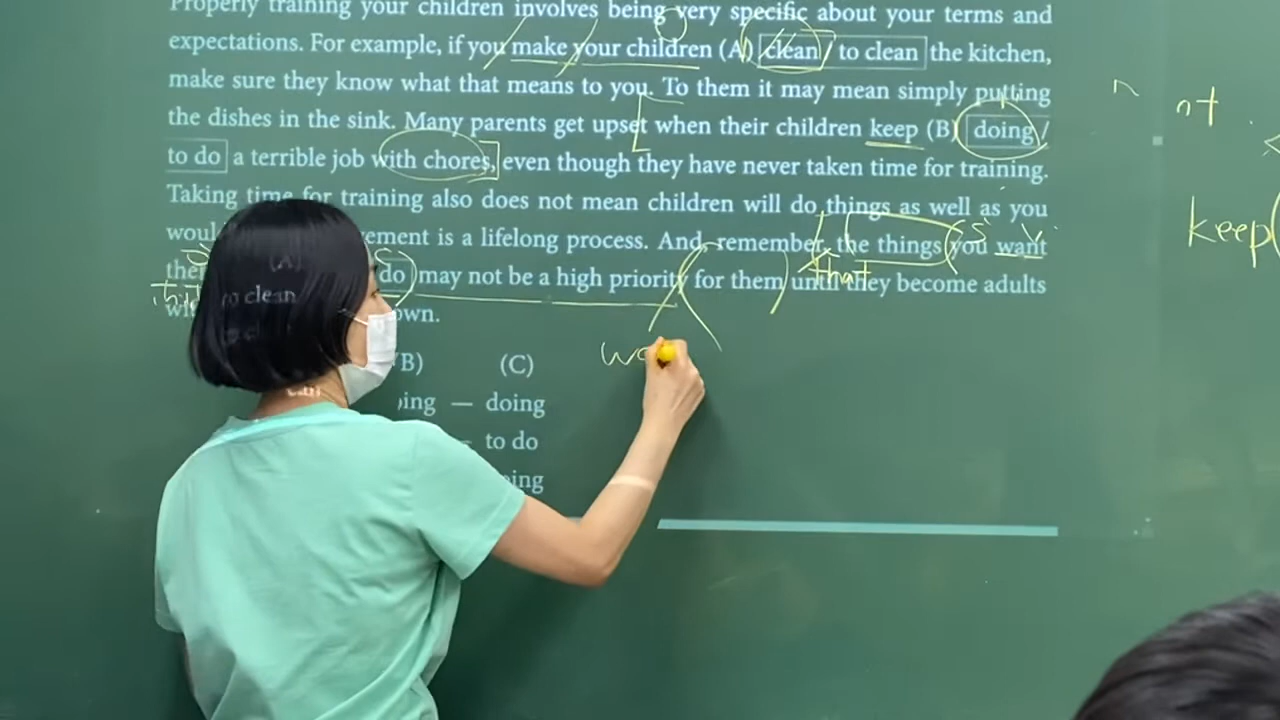 Properly training your children involves being very specific about your terms and
expectations. For example, if you make your children (A) clean / to clean the kitchen,
make sure they know what that means to you. To them it may mean simply putting
the dishes in the sink. Many parents get upset when their children keep (B) doing /
to do a terrible job with chores, even though they have never taken time for training.
Taking time for training also does not mean children will do things as well as you
is a lifelong process. And, remember, the things you want
do may not be a high priority for them until they become adults
that
(A) (B) (C)
to clean doing
to do
nt
keep